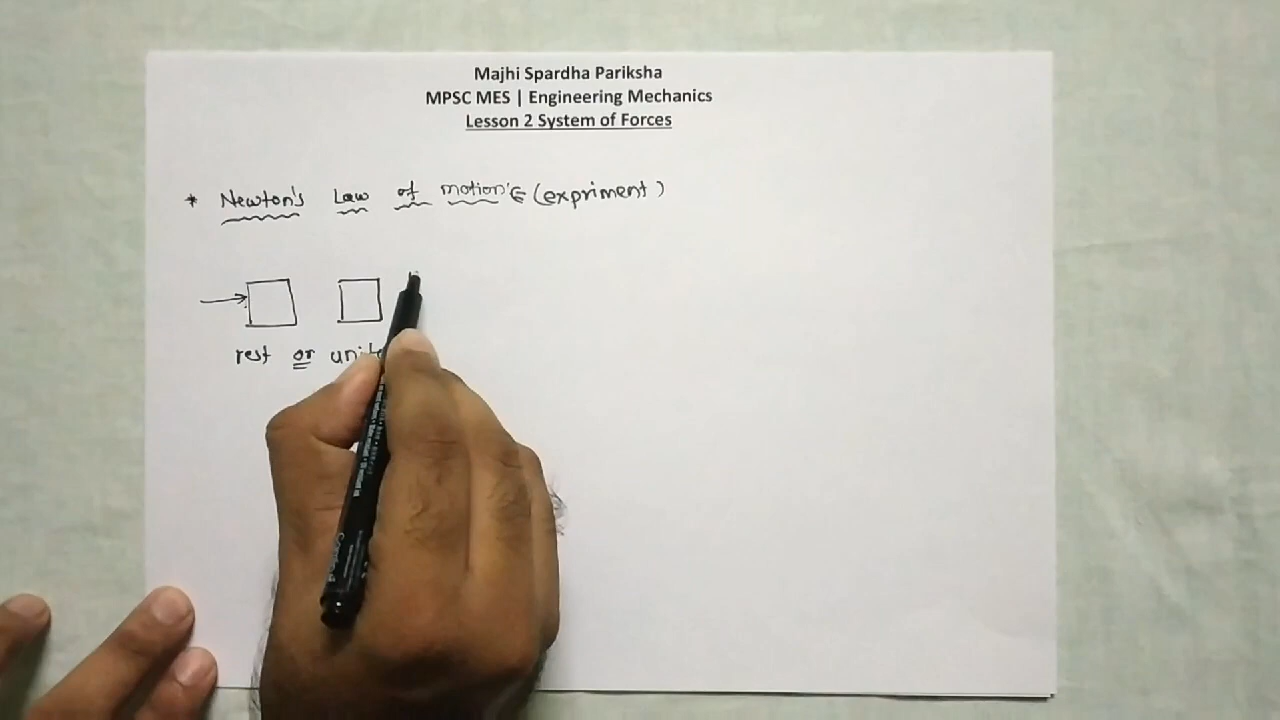 Majhi Spardha Pariksha
MPSC MES | Engineering Mechanics
Lesson 2 System of Forces
* Newton's Law of motion's (expriment)
rest or